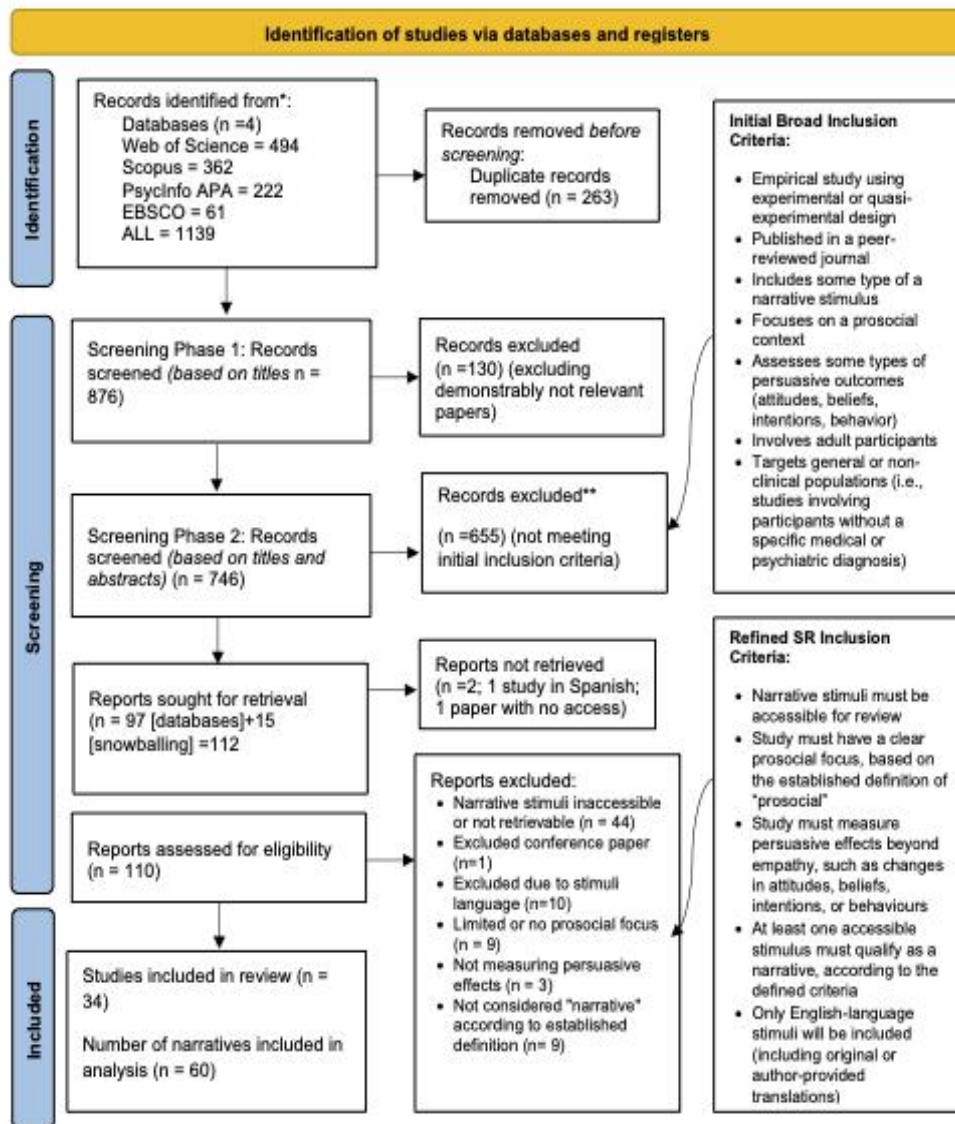 Identification of studies via databases and registers
Identification
Records identified from*:
Databases (n =4)
Web of Science = 494
Scopus = 362
PsycInfo APA = 222
EBSCO = 61
ALL = 1139
Records removed before
screening:
Duplicate records
removed (n = 263)
Initial Broad Inclusion
Criteria:
• Empirical study using
experimental or quasi-
experimental design
• Published in a peer-
reviewed journal
• Includes some type of a
narrative stimulus
• Focuses on a prosocial
context
• Assesses some types of
persuasive outcomes
(attitudes, beliefs,
intentions, behavior)
• Involves adult participants
• Targets general or non-
clinical populations (i.e.,
studies involving
participants without a
specific medical or
psychiatric diagnosis)
Screening
Screening Phase 1: Records
screened (based on titles n =
876)
Records excluded
(n =130) (excluding
demonstrably not relevant
papers)
Screening Phase 2: Records
screened (based on titles and
abstracts) (n = 746)
Records excluded**
(n =655) (not meeting
initial inclusion criteria)
Reports sought for retrieval
(n = 97 [databases]+15
[snowballing] =112
Reports not retrieved
(n =2; 1 study in Spanish;
1 paper with no access)
Reports assessed for eligibility
(n = 110)
Reports excluded:
• Narrative stimuli inaccessible
or not retrievable (n = 44)
• Excluded conference paper
(n=1)
• Excluded due to stimuli
language (n=10)
• Limited or no prosocial focus
(n = 9)
• Not measuring persuasive
effects (n = 3)
• Not considered "narrative"
according to established
definition (n= 9)
Refined SR Inclusion
Criteria:
• Narrative stimuli must be
accessible for review
• Study must have a clear
prosocial focus, based on
the established definition of
"prosocial"
• Study must measure
persuasive effects beyond
empathy, such as changes
in attitudes, beliefs,
intentions, or behaviours
• At least one accessible
stimulus must qualify as a
narrative, according to the
defined criteria
• Only English-language
stimuli will be included
(including original or
author-provided
translations)
Included
Studies included in review (n =
34)
Number of narratives included in
analysis (n = 60)